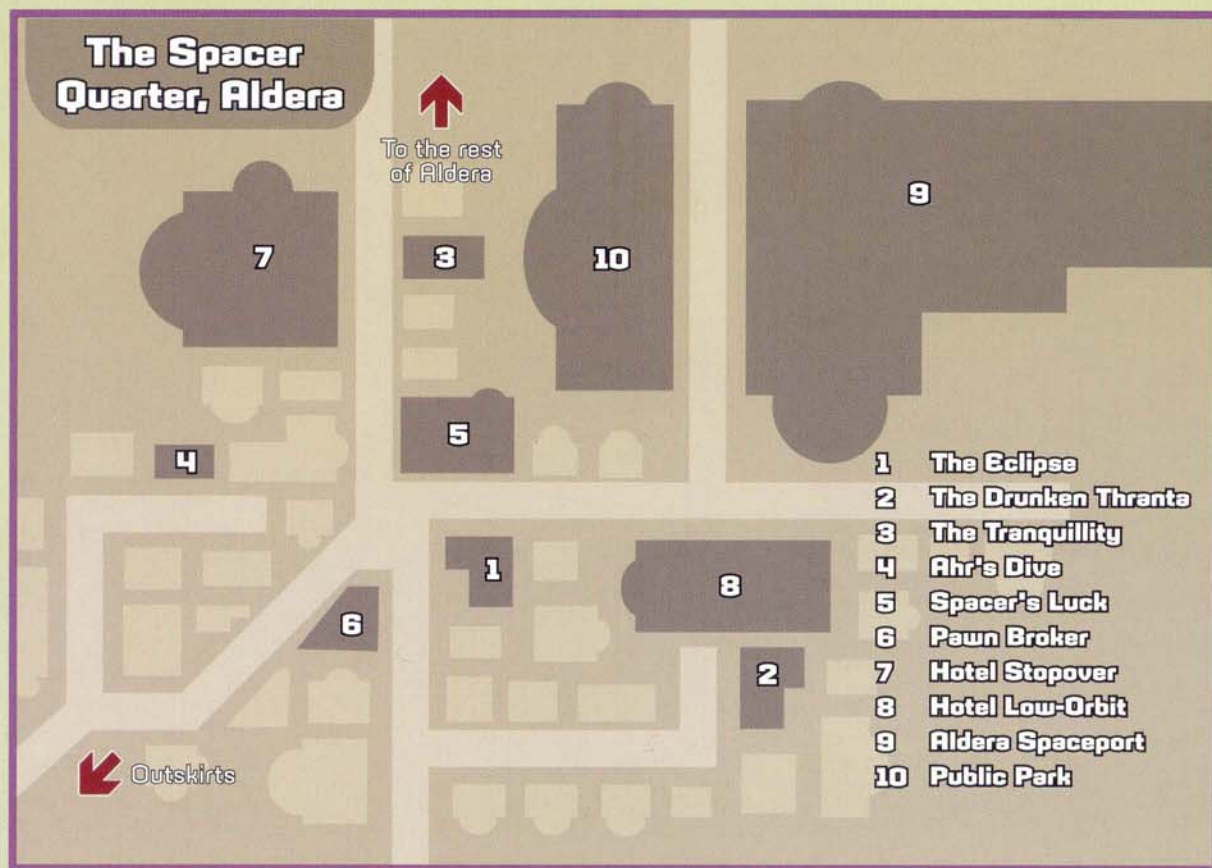 The Spacer
Quarter, Aldera
To the rest
of Aldera
7
3
10
9
5
4
1
8
6
2
Outskirts
1 The Eclipse
2 The Drunken Thranta
3 The Tranquillity
4 Ahr's Dive
5 Spacer's Luck
6 Pawn Broker
7 Hotel Stopover
8 Hotel Low-Orbit
9 Aldera Spaceport
10 Public Park